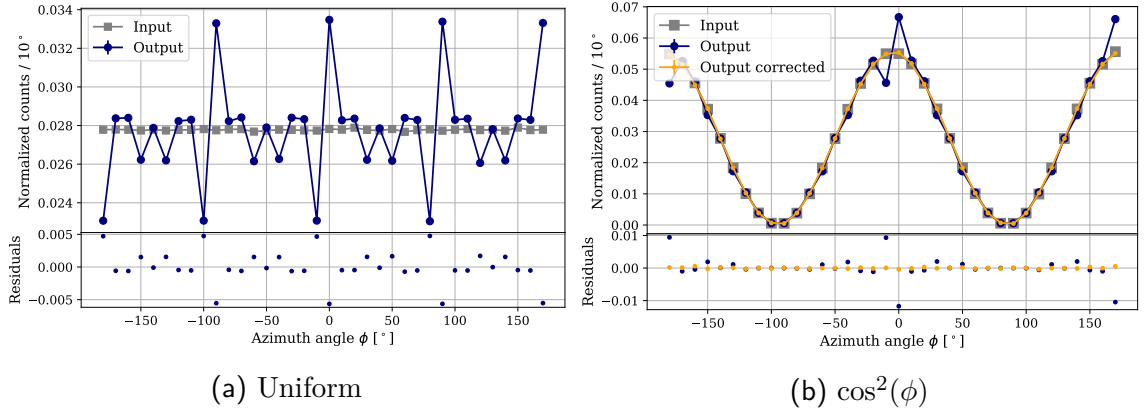 0.034
0.032
0.030
0.028
0.026
0.024
Normalized counts / 10°
Input
Output
0.005
0.000
−0.005
Residuals
−150 −100 −50 0 50 100 150
Azimuth angle ϕ [°]
(a) Uniform
0.07
0.06
0.05
0.04
0.03
0.02
0.01
0.00
Normalized counts / 10°
Input
Output
Output corrected
0.01
0.00
−0.01
Residuals
−150 −100 −50 0 50 100 150
Azimuth angle ϕ [°]
(b) cos²(ϕ)